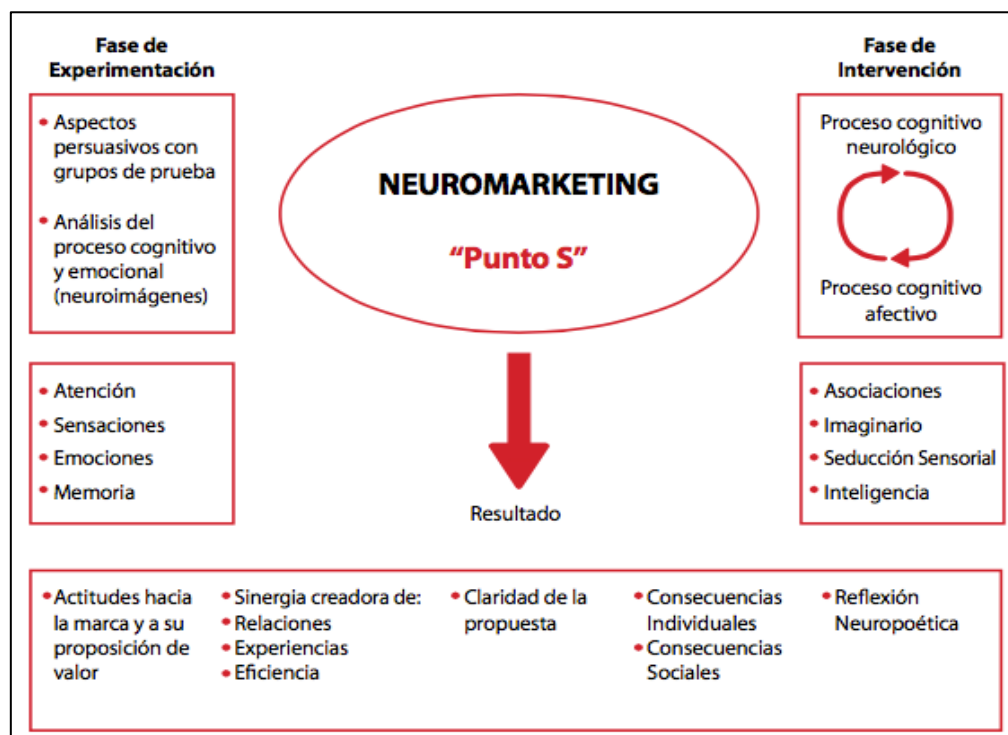 Fase de
Experimentación
• Aspectos
persuasivos con
grupos de prueba
• Análisis del
proceso cognitivo
y emocional
(neuroimágenes)
• Atención
• Sensaciones
• Emociones
• Memoria
NEUROMARKETING
“Punto S”
Resultado
Fase de
Intervención
Proceso cognitivo
neurológico
Proceso cognitivo
afectivo
• Asociaciones
• Imaginario
• Seducción Sensorial
• Inteligencia
• Actitudes hacia
la marca y a su
proposición de
valor
• Sinergia creadora de:
• Relaciones
• Experiencias
• Eficiencia
• Claridad de la
propuesta
• Consecuencias
Individuales
• Consecuencias
Sociales
• Reflexión
Neuropoética